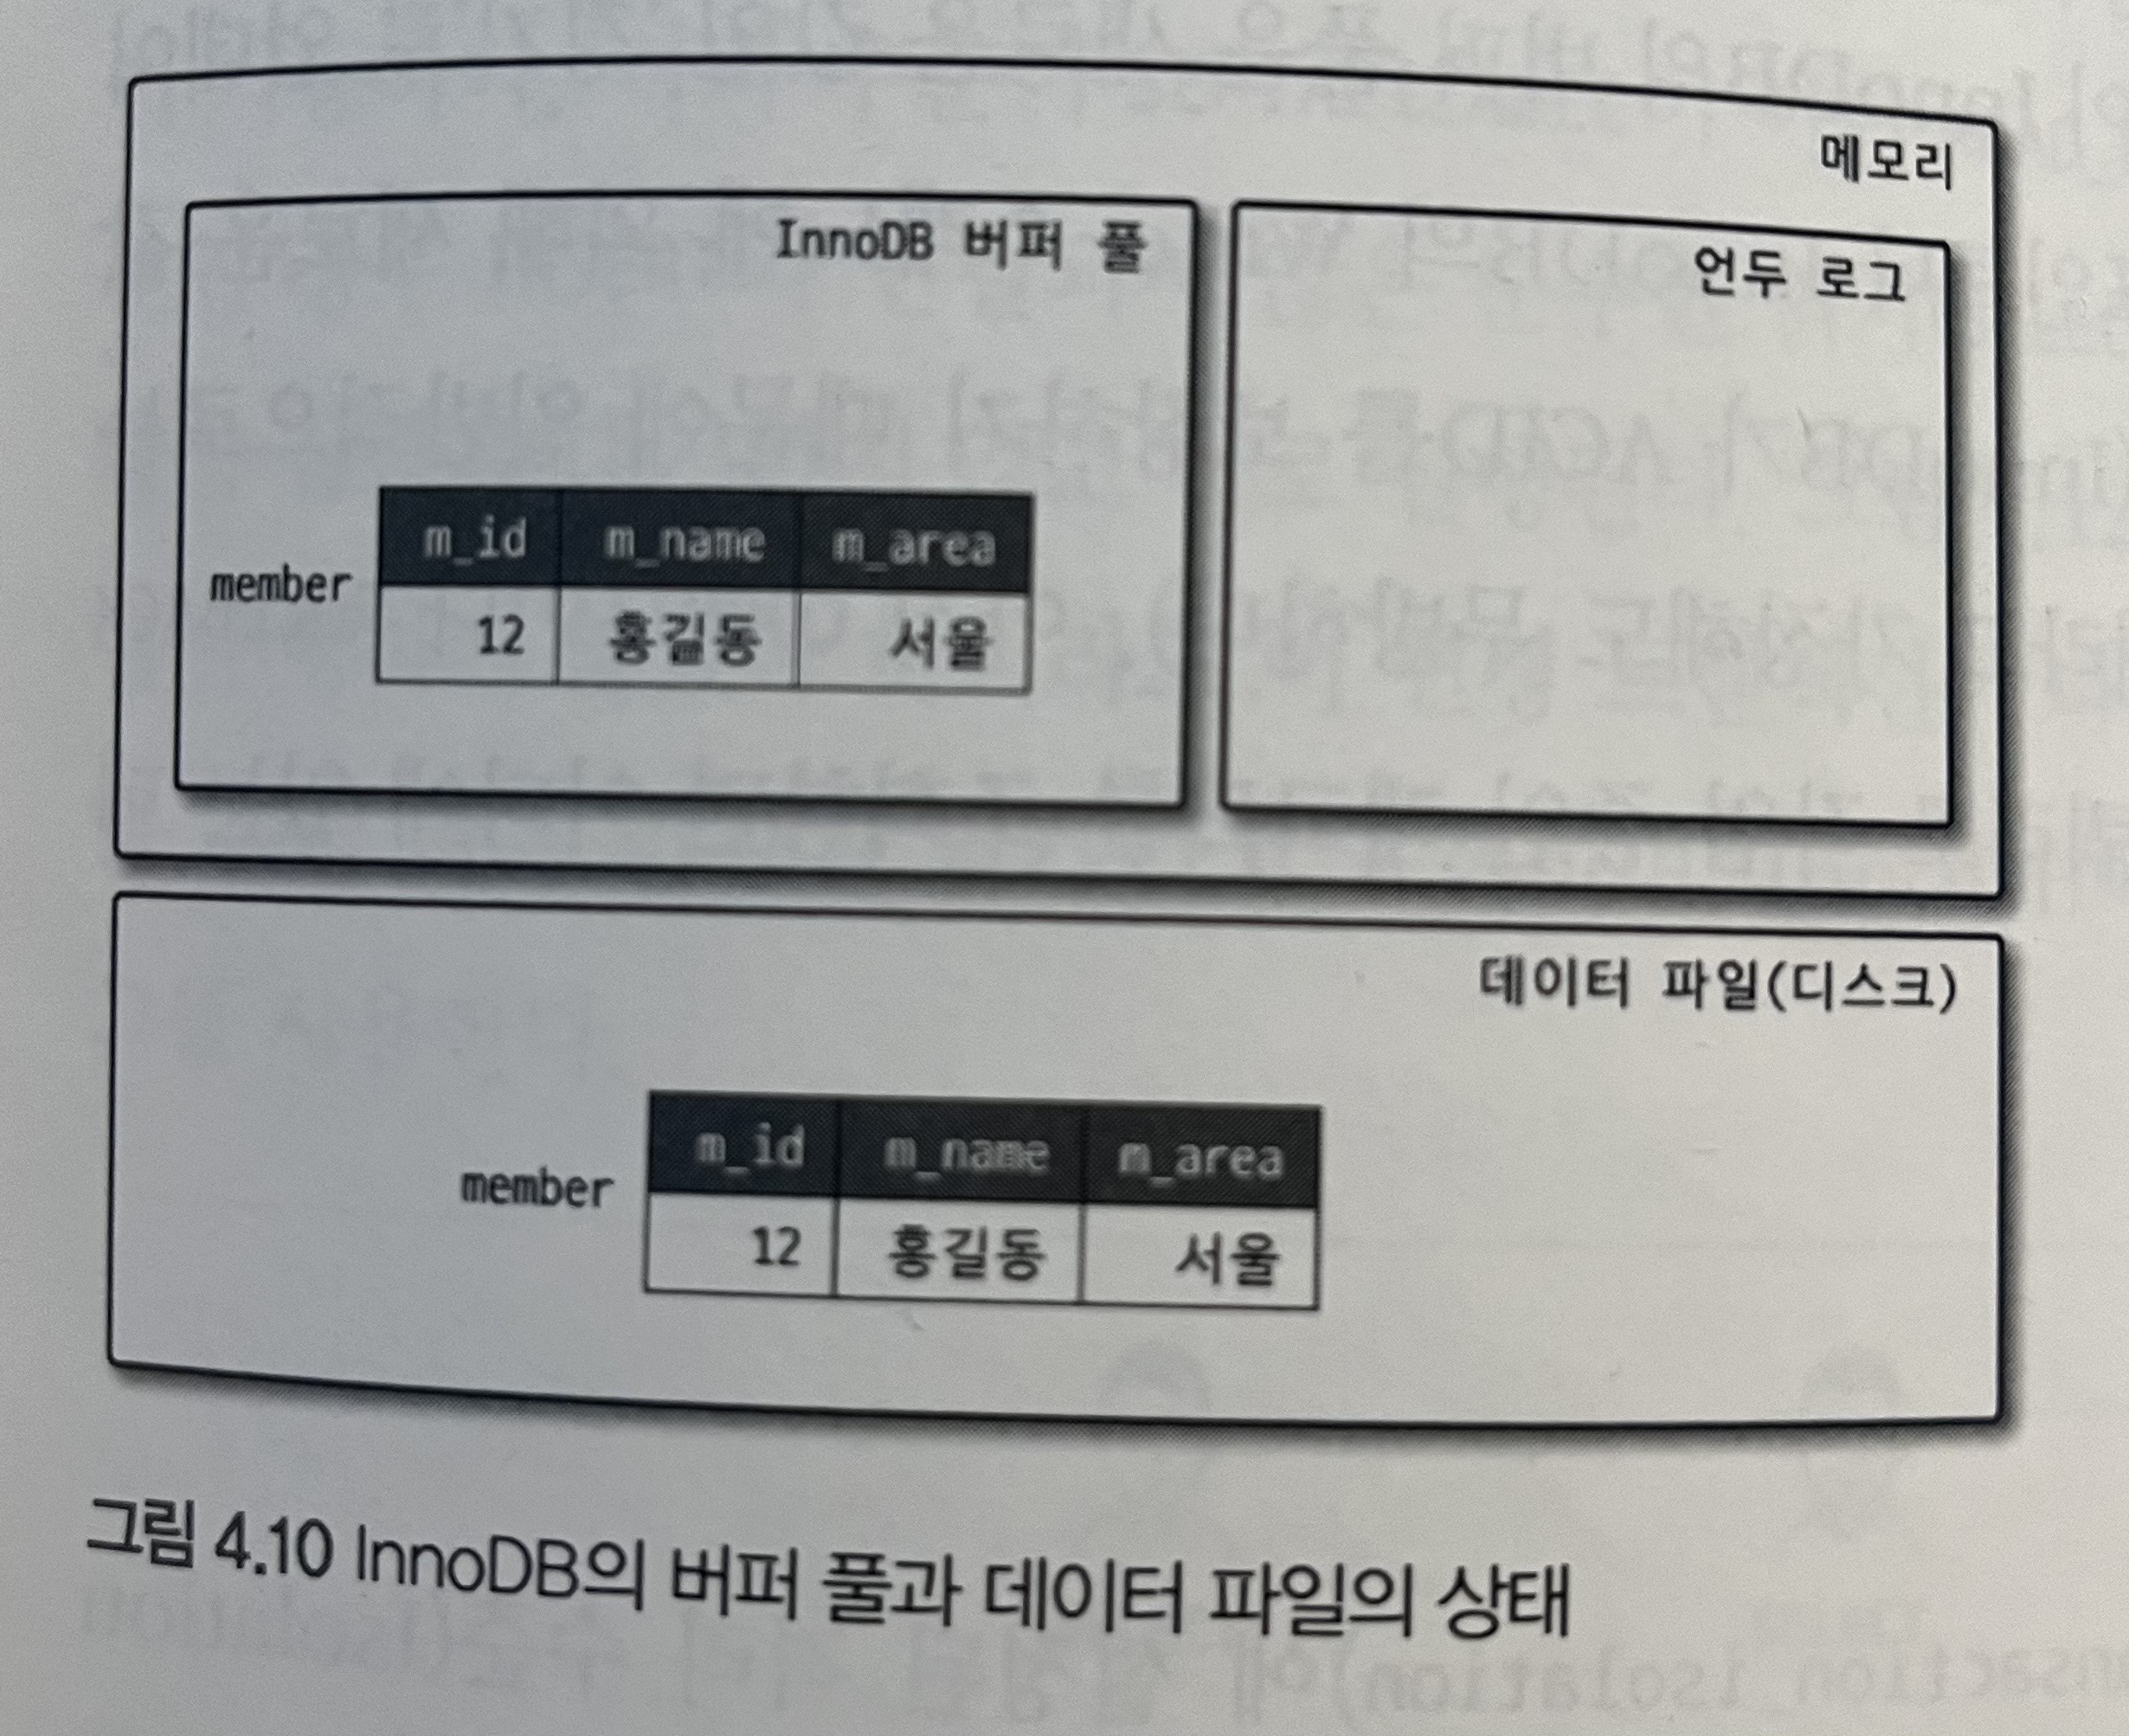 메모리
InnoDB 버퍼 풀
언두 로그
m_id m_name m_area
member
12 홍길동 서울
데이터 파일(디스크)
m_id m_name m_area
member
12 홍길동 서울
그림 4.10 InnoDB의 버퍼 풀과 데이터 파일의 상태